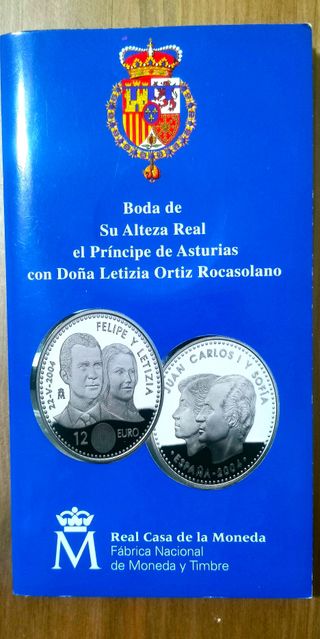 Boda de
Su Alteza Real
el Príncipe de Asturias
con Doña Letizia Ortiz Rocasolano
FELIPE Y LETIZIA
22-V-2004
M
12 EURO
JUAN CARLOS I Y SOFIA
ESPAÑA-2004
M
Real Casa de la Moneda
Fábrica Nacional
de Moneda y Timbre